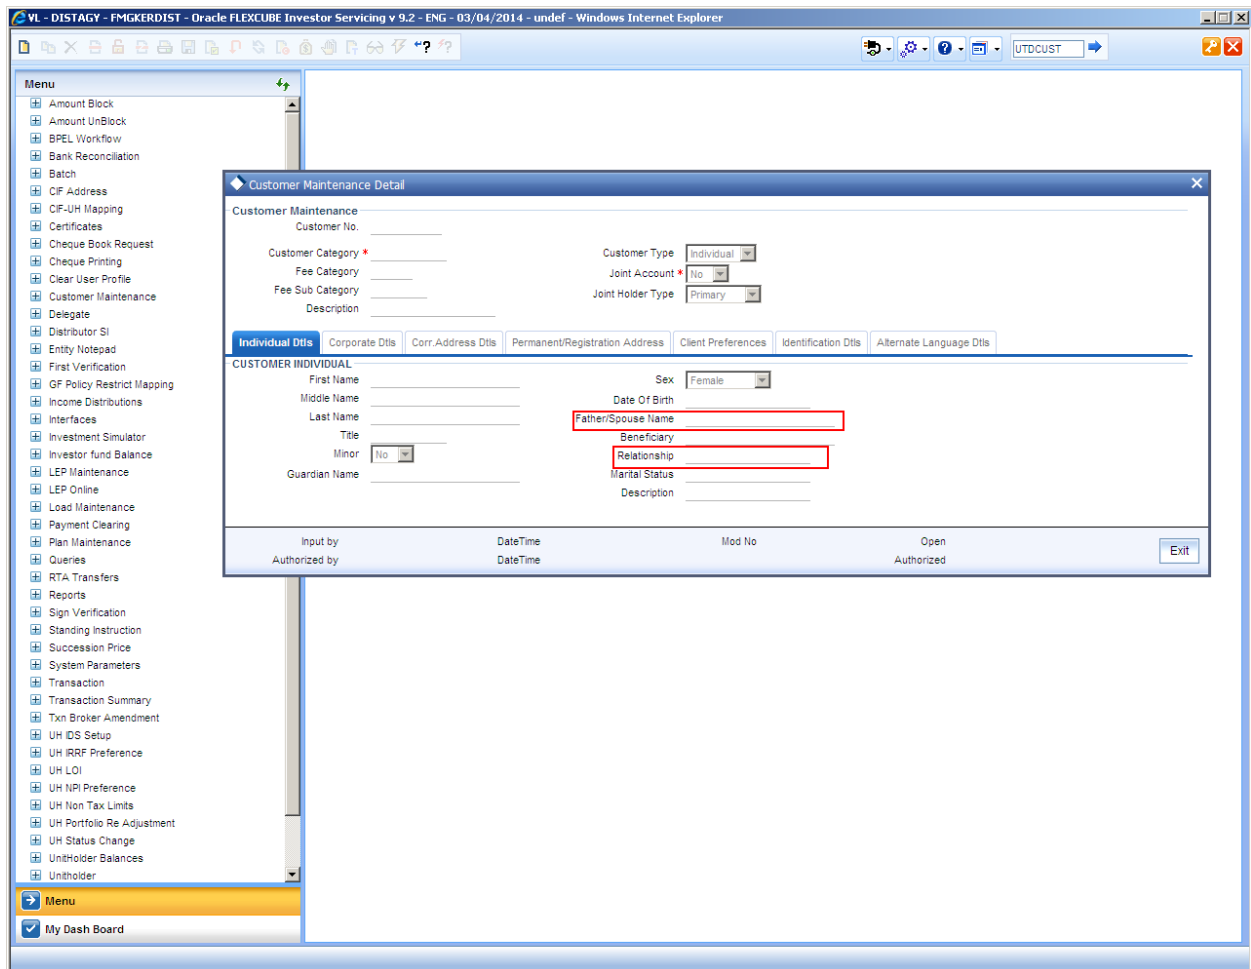 VL - DISTAGY - FMGKERDIST - Oracle FLEXCUBE Investor Servicing v 9.2 - ENG - 03/04/2014 - undef - Windows Internet Explorer
UTDCUST
Menu
Amount Block
Amount UnBlock
BPEL Workflow
Bank Reconciliation
Batch
CIF Address
CIF-UH Mapping
Certificates
Cheque Book Request
Cheque Printing
Clear User Profile
Customer Maintenance
Delegate
Distributor SI
Entity Notepad
First Verification
GF Policy Restrict Mapping
Income Distributions
Interfaces
Investment Simulator
Investor fund Balance
LEP Maintenance
LEP Online
Load Maintenance
Payment Clearing
Plan Maintenance
Queries
RTA Transfers
Reports
Sign Verification
Standing Instruction
Succession Price
System Parameters
Transaction
Transaction Summary
Txn Broker Amendment
UH IDS Setup
UH IRRF Preference
UH LOI
UH NPI Preference
UH Non Tax Limits
UH Portfolio Re Adjustment
UH Status Change
UnitHolder Balances
Unitholder
Menu
My Dash Board
Customer Maintenance Detail
Customer Maintenance
Customer No.
Customer Category * Customer Type Individual
Fee Category Joint Account * No
Fee Sub Category Joint Holder Type Primary
Description
Individual Dtls Corporate Dtls Corr.Address Dtls Permanent/Registration Address Client Preferences Identification Dtls Alternate Language Dtls
CUSTOMER INDIVIDUAL
First Name Sex Female
Middle Name Date Of Birth
Last Name Father/Spouse Name
Title Beneficiary
Minor No Relationship
Guardian Name Marital Status
Description
Input by DateTime Mod No Open
Authorized by DateTime Authorized
Exit